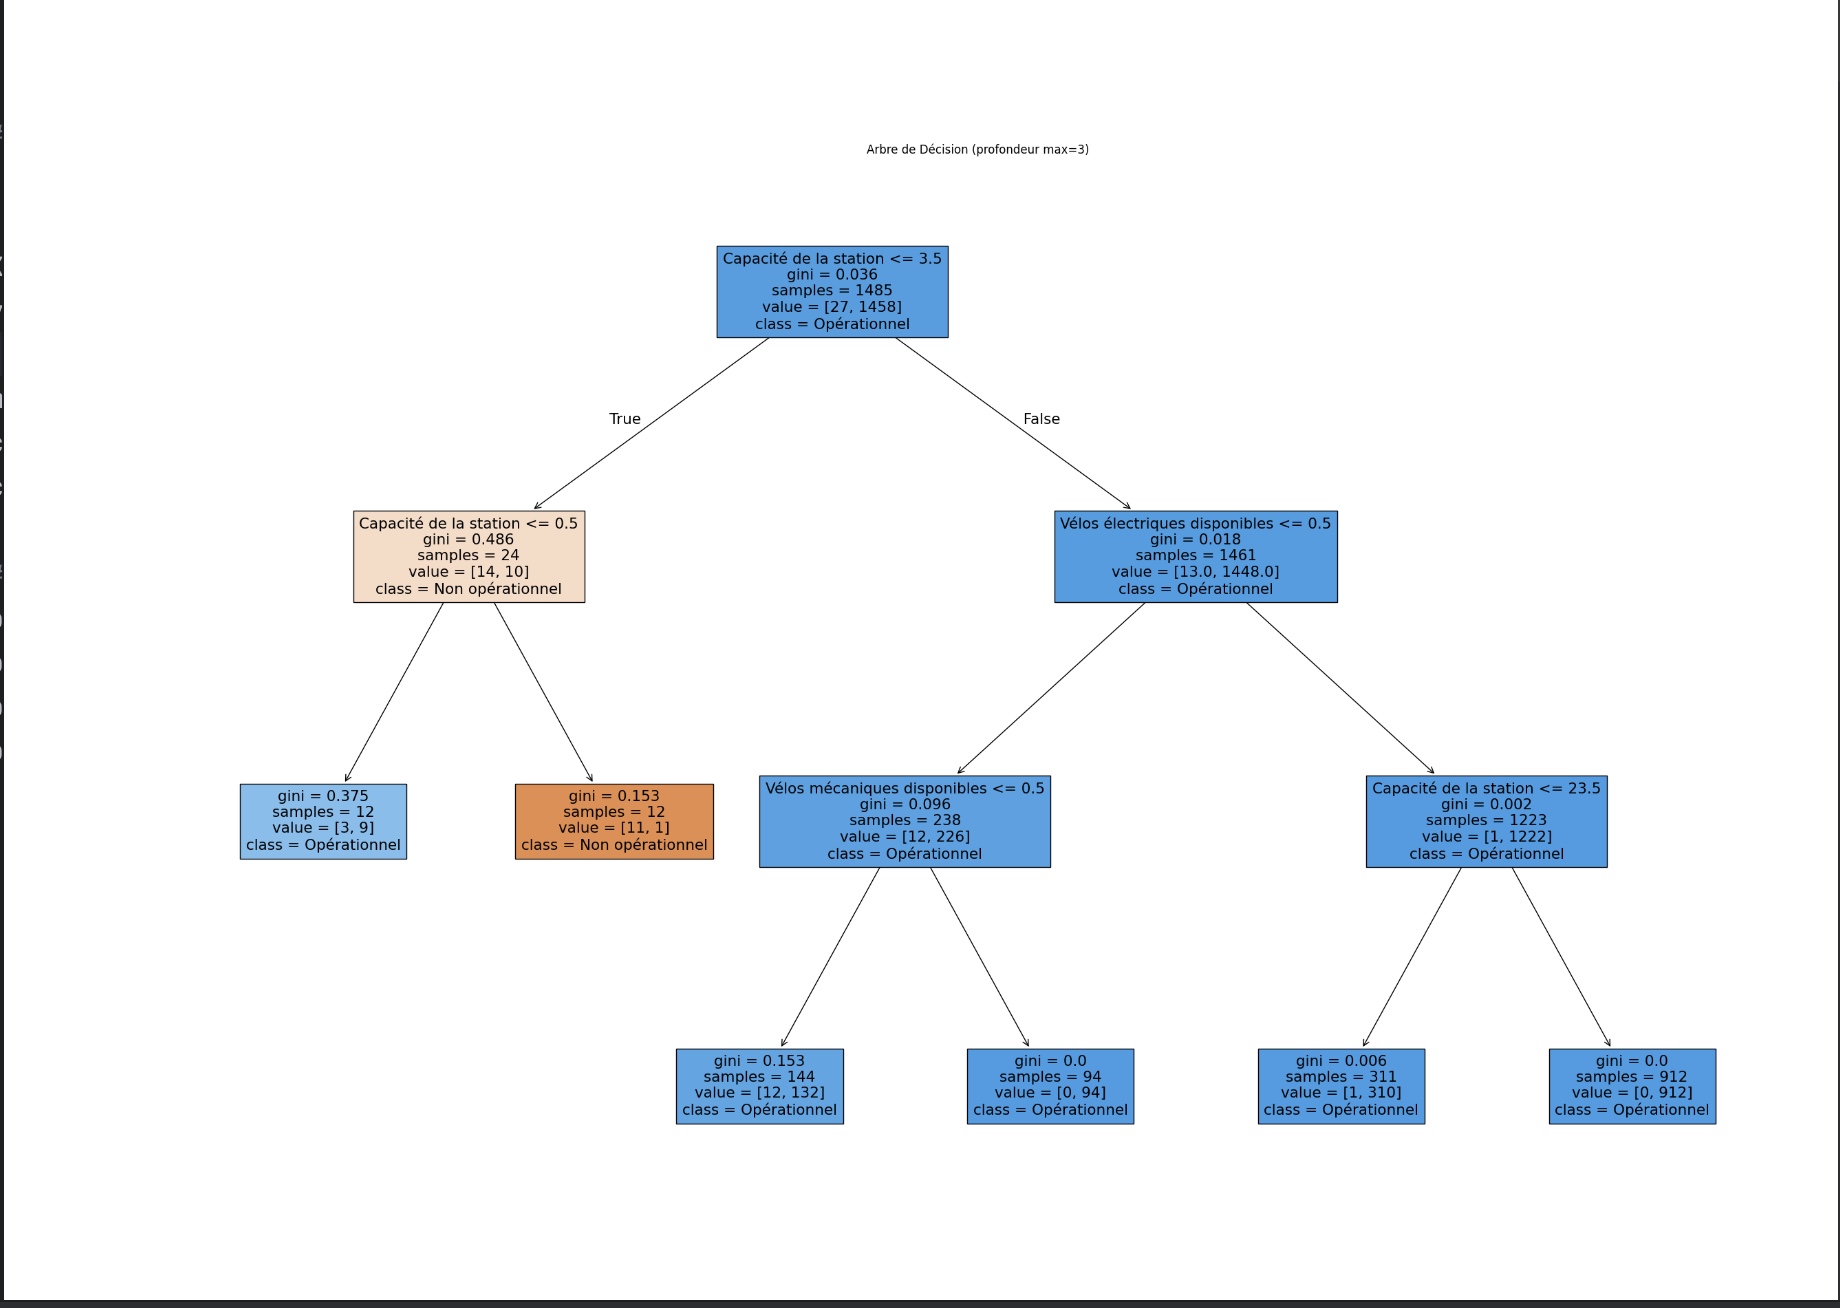 Arbre de Décision (profondeur max=3)
Capacité de la station <= 3.5
gini = 0.036
samples = 1485
value = [27, 1458]
class = Opérationnel
True
False
Capacité de la station <= 0.5
gini = 0.486
samples = 24
value = [14, 10]
class = Non opérationnel
Vélos électriques disponibles <= 0.5
gini = 0.018
samples = 1461
value = [13.0, 1448.0]
class = Opérationnel
gini = 0.375
samples = 12
value = [3, 9]
class = Opérationnel
gini = 0.153
samples = 12
value = [11, 1]
class = Non opérationnel
Vélos mécaniques disponibles <= 0.5
gini = 0.096
samples = 238
value = [12, 226]
class = Opérationnel
Capacité de la station <= 23.5
gini = 0.002
samples = 1223
value = [1, 1222]
class = Opérationnel
gini = 0.153
samples = 144
value = [12, 132]
class = Opérationnel
gini = 0.0
samples = 94
value = [0, 94]
class = Opérationnel
gini = 0.006
samples = 311
value = [1, 310]
class = Opérationnel
gini = 0.0
samples = 912
value = [0, 912]
class = Opérationnel